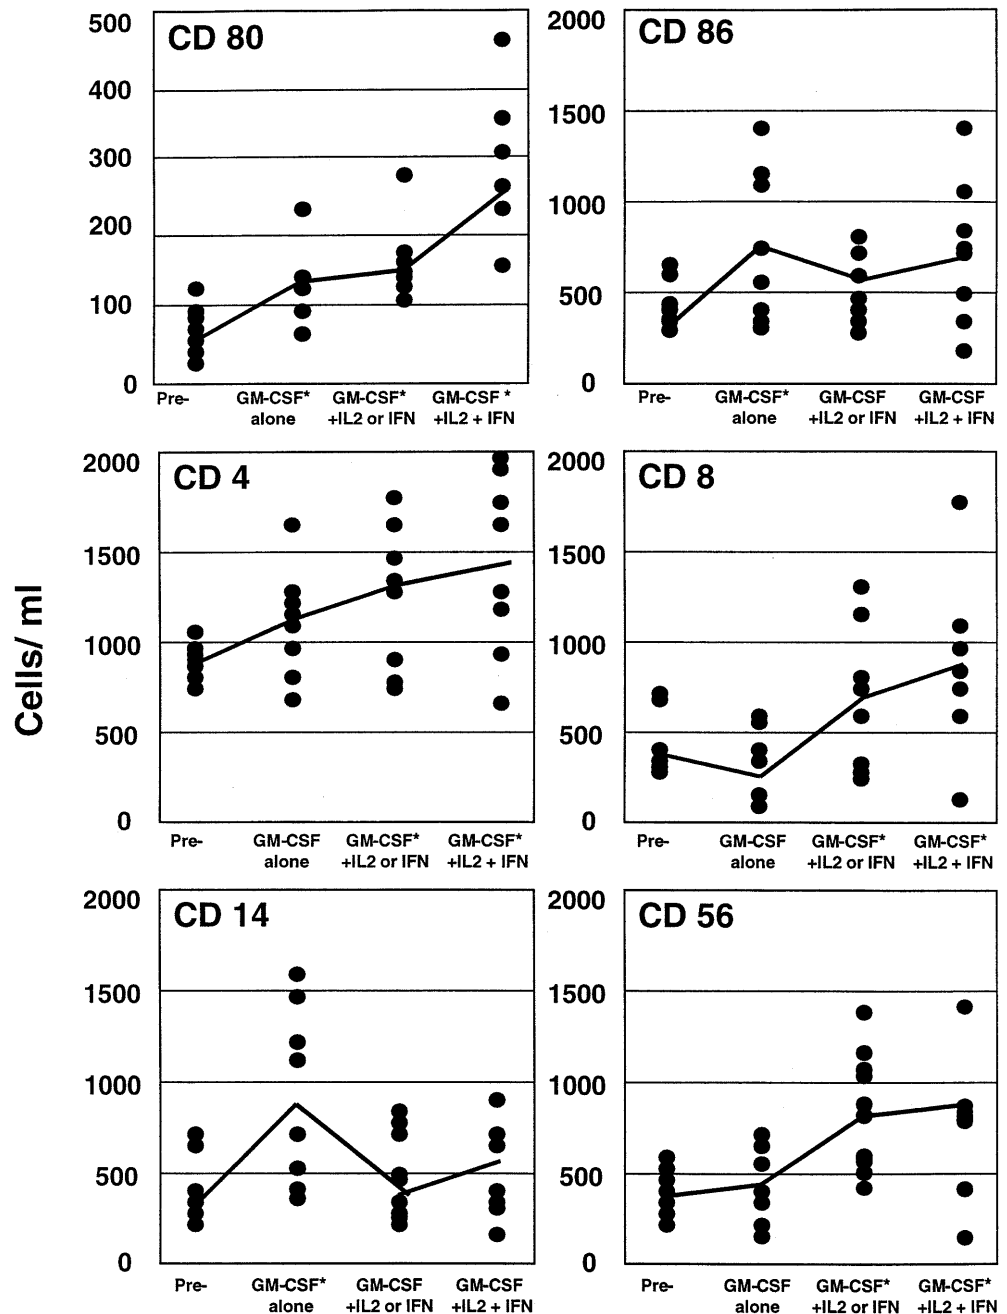 CD 80
500
400
300
200
100
0
Pre- GM-CSF* GM-CSF* GM-CSF *
alone +IL2 or IFN +IL2 + IFN
CD 86
2000
1500
1000
500
0
Pre- GM-CSF* GM-CSF GM-CSF
alone +IL2 or IFN +IL2 + IFN
Cells/ ml
CD 4
2000
1500
1000
500
0
Pre- GM-CSF GM-CSF* GM-CSF*
alone +IL2 or IFN +IL2 + IFN
CD 8
2000
1500
1000
500
0
Pre- GM-CSF GM-CSF* GM-CSF*
alone +IL2 or IFN +IL2 + IFN
CD 14
2000
1500
1000
500
0
Pre- GM-CSF* GM-CSF GM-CSF
alone +IL2 or IFN +IL2 + IFN
CD 56
2000
1500
1000
500
0
Pre- GM-CSF GM-CSF* GM-CSF*
alone +IL2 or IFN +IL2 + IFN